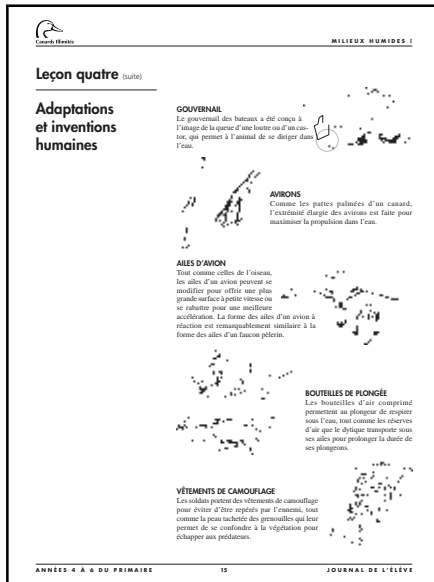 Canards Illimités
MILIEUX HUMIDES I
Leçon quatre (suite)
Adaptations
et inventions
humaines
GOUVERNAIL
Le gouvernail des bateaux a été conçu à
l'image de la queue d'une loutre ou d'un cas-
tor, qui permet à l'animal de se diriger dans
l'eau.
AVIRONS
Comme les pattes palmées d'un canard,
l'extrémité élargie des avirons est faite pour
maximiser la propulsion dans l'eau.
AILES D'AVION
Tout comme celles de l'oiseau,
les ailes d'un avion peuvent se
modifier pour offrir une plus
grande surface à petite vitesse ou
se rabattre pour une meilleure
accélération. La forme des ailes d'un avion à
réaction est remarquablement similaire à la
forme des ailes d'un faucon pèlerin.
BOUTEILLES DE PLONGÉE
Les bouteilles d'air comprimé
permettent au plongeur de respirer
sous l'eau, tout comme les réserves
d'air que le dytique transporte sous
ses ailes pour prolonger la durée de
ses plongeons.
VÊTEMENTS DE CAMOUFLAGE
Les soldats portent des vêtements de camouflage
pour éviter d'être repérés par l'ennemi, tout
comme la peau tachetée des grenouilles qui leur
permet de se confondre à la végétation pour
échapper aux prédateurs.
ANNÉES 4 À 6 DU PRIMAIRE 15 JOURNAL DE L'ÉLÈVE